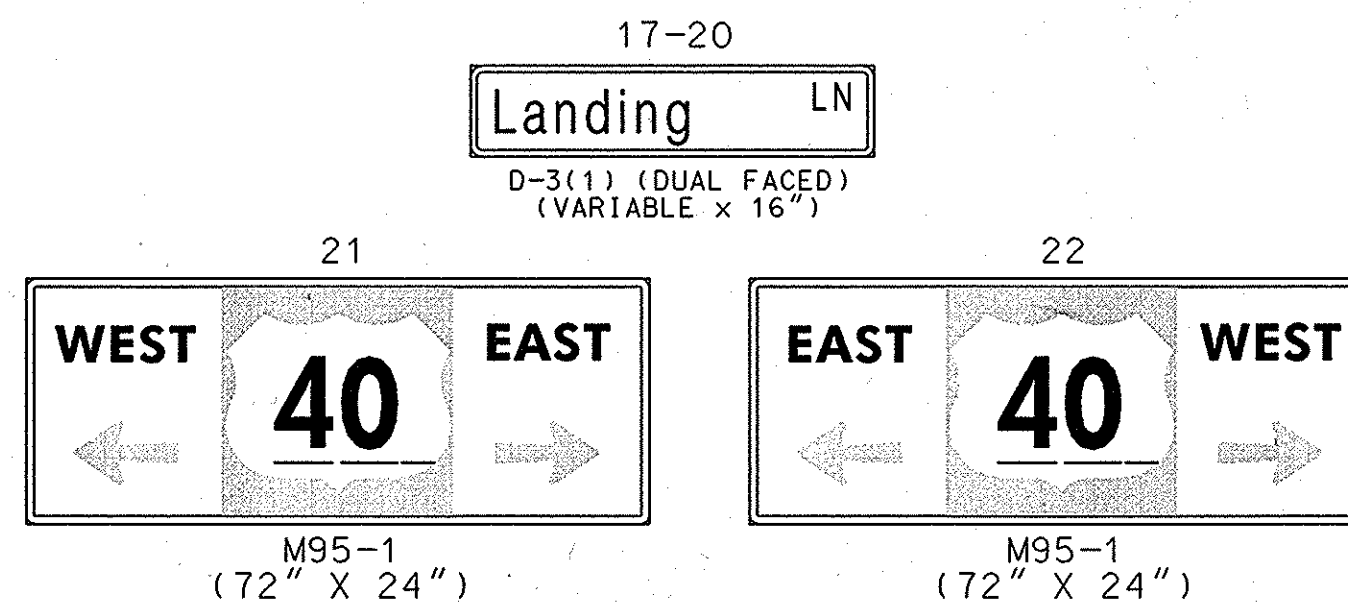 17-20
Landing LN
D-3(1) (DUAL FACED)
(VARIABLE x 16")
21
22
WEST 40 EAST
EAST 40 WEST
M95-1
(72" X 24")
M95-1
(72" X 24")